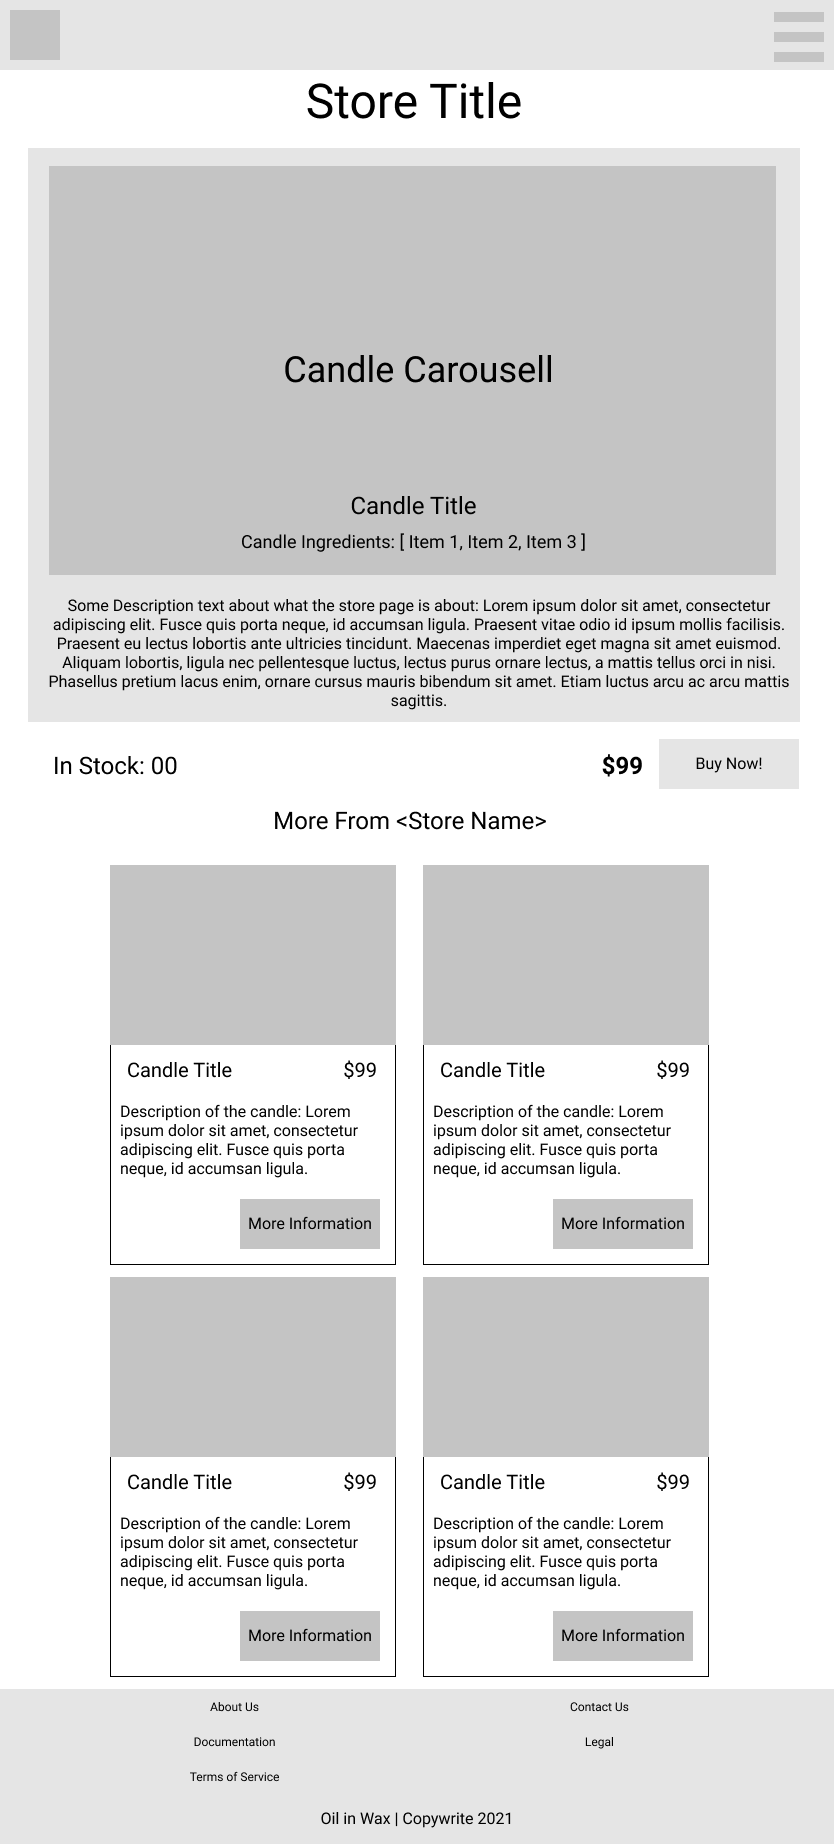 Store Title
Candle Carousell
Candle Title
Candle Ingredients: [ Item 1, Item 2, Item 3 ]
Some Description text about what the store page is about: Lorem ipsum dolor sit amet, consectetur
adipiscing elit. Fusce quis porta neque, id accumsan ligula. Praesent vitae odio id ipsum mollis facilisis.
Praesent eu lectus lobortis ante ultricies tincidunt. Maecenas imperdiet eget magna sit amet euismod.
Aliquam lobortis, ligula nec pellentesque luctus, lectus purus ornare lectus, a mattis tellus orci in nisi.
Phasellus pretium lacus enim, ornare cursus mauris bibendum sit amet. Etiam luctus arcu ac arcu mattis
sagittis.
In Stock: 00
$99
Buy Now!
More From <Store Name>
Candle Title $99
Description of the candle: Lorem
ipsum dolor sit amet, consectetur
adipiscing elit. Fusce quis porta
neque, id accumsan ligula.
More Information
Candle Title $99
Description of the candle: Lorem
ipsum dolor sit amet, consectetur
adipiscing elit. Fusce quis porta
neque, id accumsan ligula.
More Information
Candle Title $99
Description of the candle: Lorem
ipsum dolor sit amet, consectetur
adipiscing elit. Fusce quis porta
neque, id accumsan ligula.
More Information
Candle Title $99
Description of the candle: Lorem
ipsum dolor sit amet, consectetur
adipiscing elit. Fusce quis porta
neque, id accumsan ligula.
More Information
About Us
Contact Us
Documentation
Legal
Terms of Service
Oil in Wax | Copywrite 2021